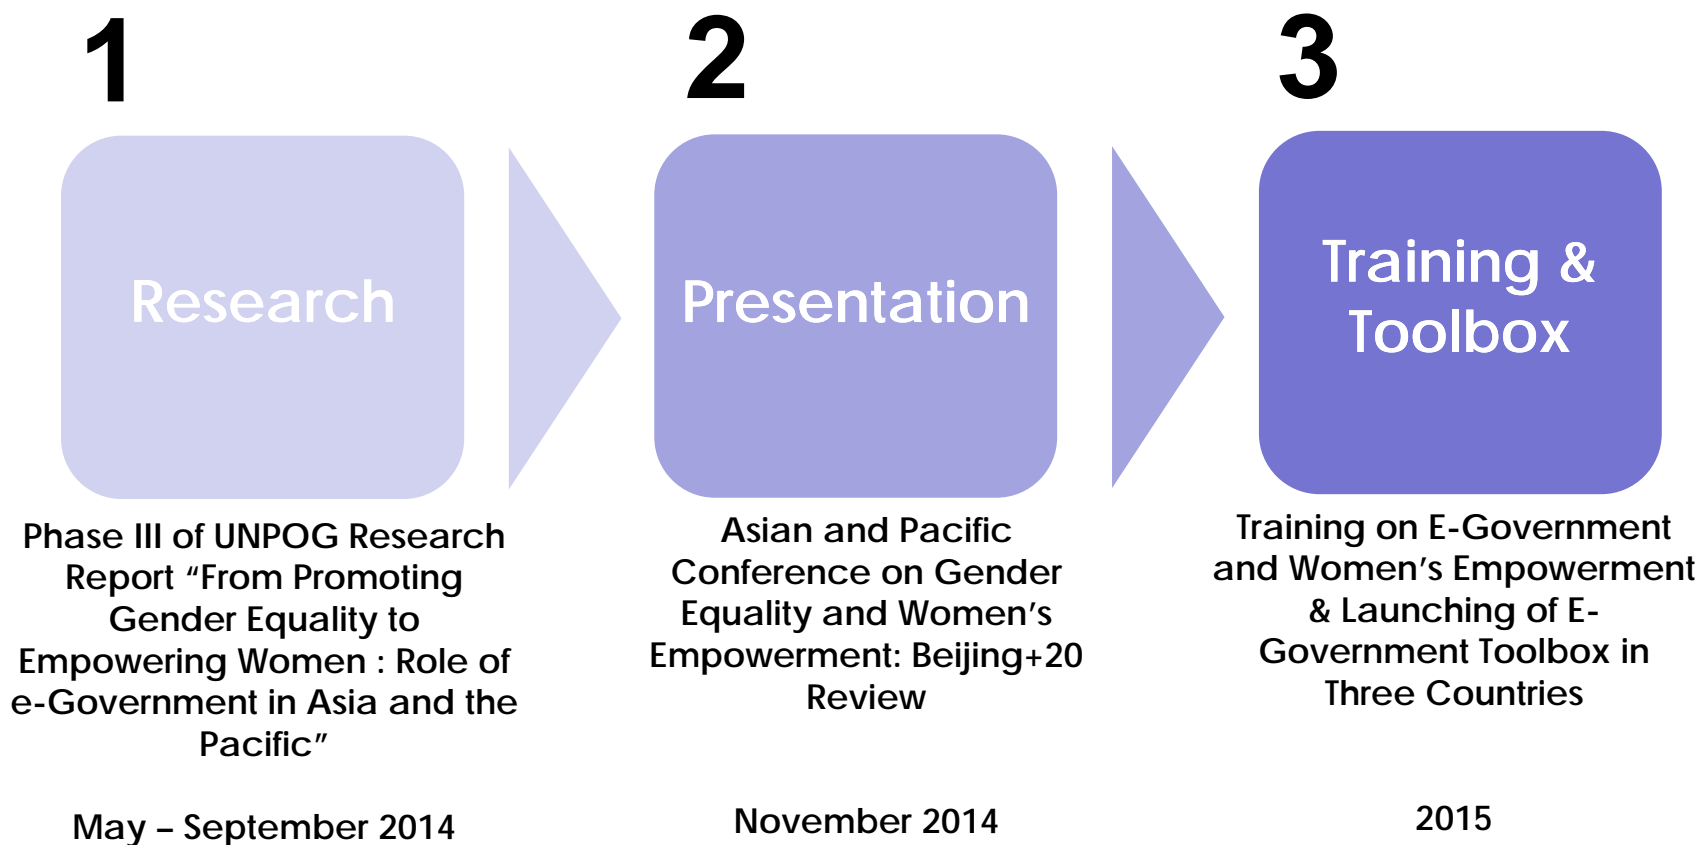 1
Research
Phase III of UNPOG Research
Report “From Promoting
Gender Equality to
Empowering Women : Role of
e-Government in Asia and the
Pacific”
May – September 2014
2
Presentation
Asian and Pacific
Conference on Gender
Equality and Women’s
Empowerment: Beijing+20
Review
November 2014
3
Training &
Toolbox
Training on E-Government
and Women’s Empowerment
& Launching of E-
Government Toolbox in
Three Countries
2015